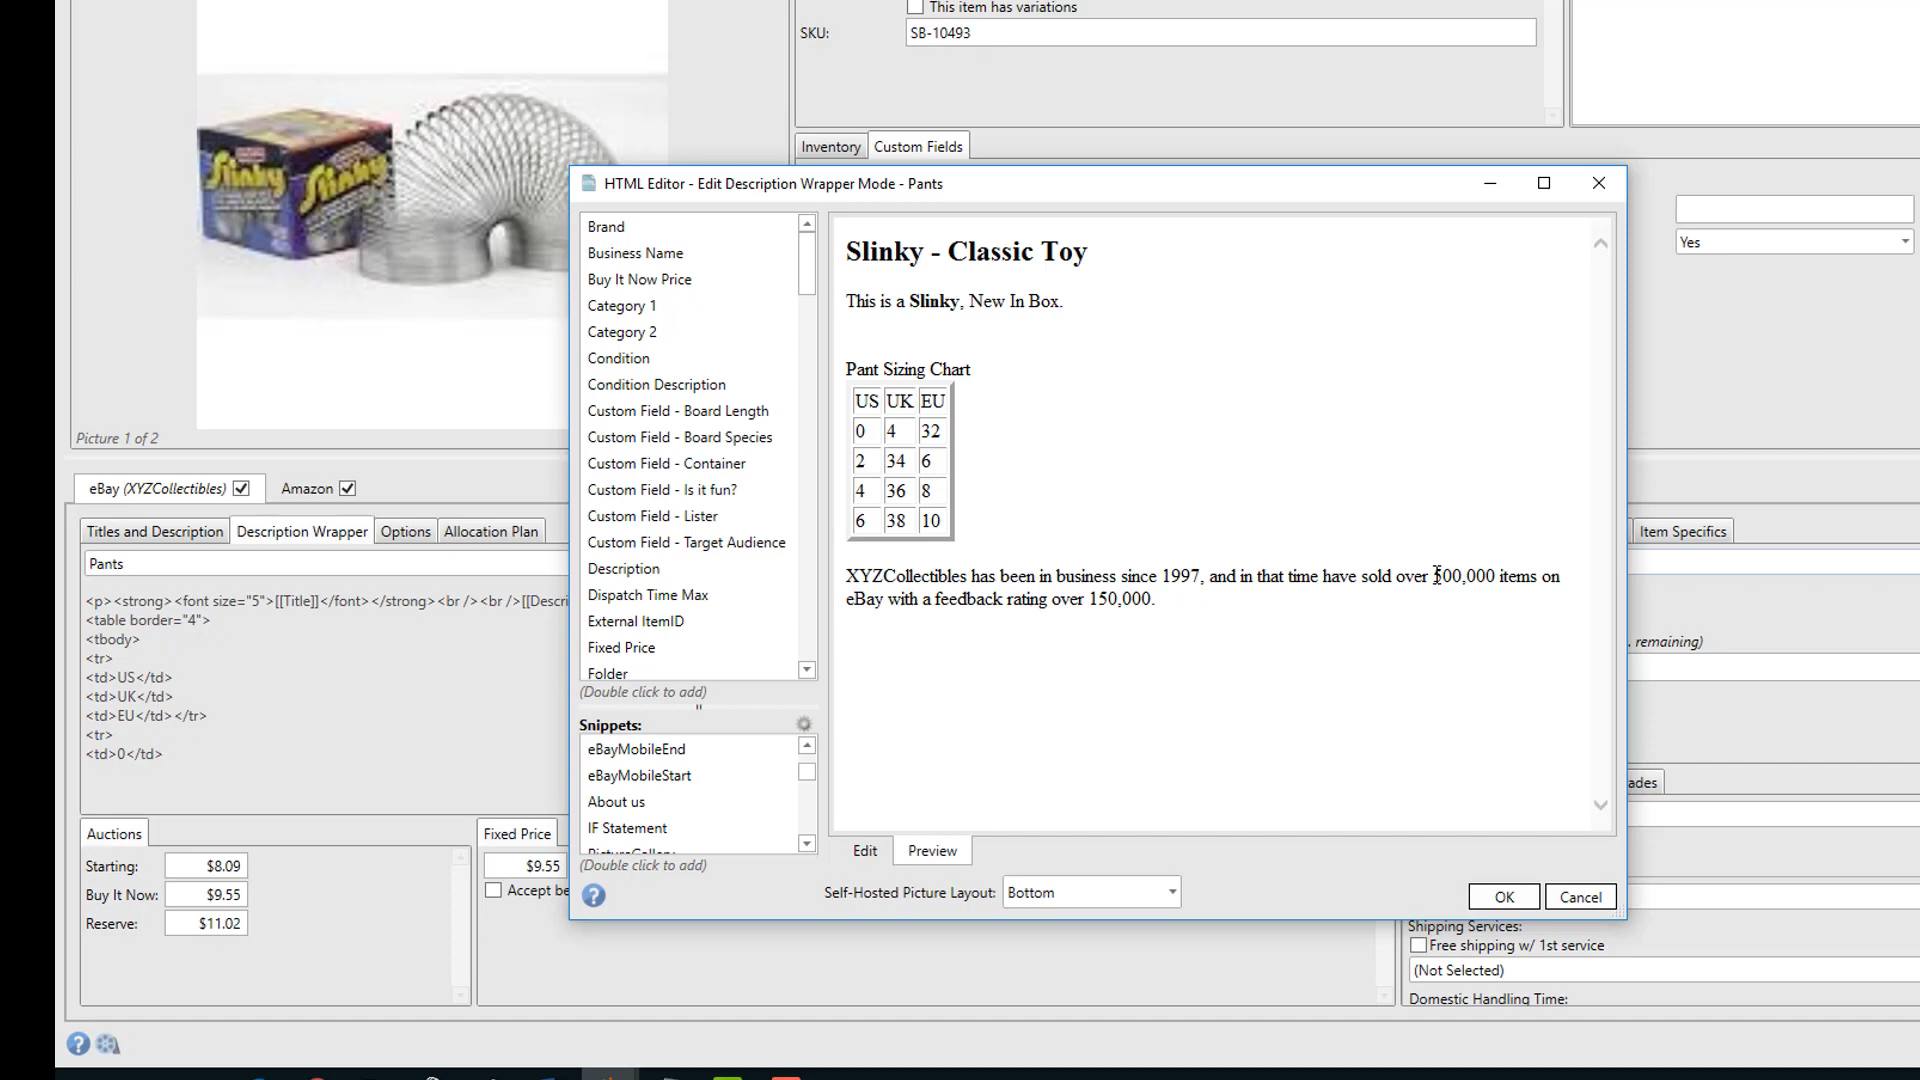 This item has variations
SKU:
SB-10493
Slinky
Slinky
Picture 1 of 2
Inventory
Custom Fields
HTML Editor - Edit Description Wrapper Mode - Pants
Yes
Brand
Business Name
Buy It Now Price
Category 1
Category 2
Condition
Condition Description
Custom Field - Board Length
Custom Field - Board Species
Custom Field - Container
Custom Field - Is it fun?
Custom Field - Lister
Custom Field - Target Audience
Description
Dispatch Time Max
External ItemID
Fixed Price
Folder
(Double click to add)
Snippets:
eBayMobileEnd
eBayMobileStart
About us
IF Statement
(Double click to add)
Slinky - Classic Toy
This is a Slinky, New In Box.
Pant Sizing Chart
US UK EU
0 4 32
2 34 6
4 36 8
6 38 10
XYZCollectibles has been in business since 1997, and in that time have sold over 500,000 items on
eBay with a feedback rating over 150,000.
Edit
Preview
Self-Hosted Picture Layout:
Bottom
OK
Cancel
eBay (XYZCollectibles)
Amazon
Titles and Description
Description Wrapper
Options
Allocation Plan
Item Specifics
Pants
<p><strong><font size="5">[[Title]]</font></strong><br /><br />[[Descri
<table border="4">
<tbody>
<tr>
<td>US</td>
<td>UK</td>
<td>EU</td></tr>
<tr>
<td>0</td>
remaining)
ades
Auctions
Starting:
$8.09
Buy It Now:
$9.55
Reserve:
$11.02
Fixed Price
$9.55
Accept be
Shipping Services:
Free shipping w/ 1st service
(Not Selected)
Domestic Handling Time: